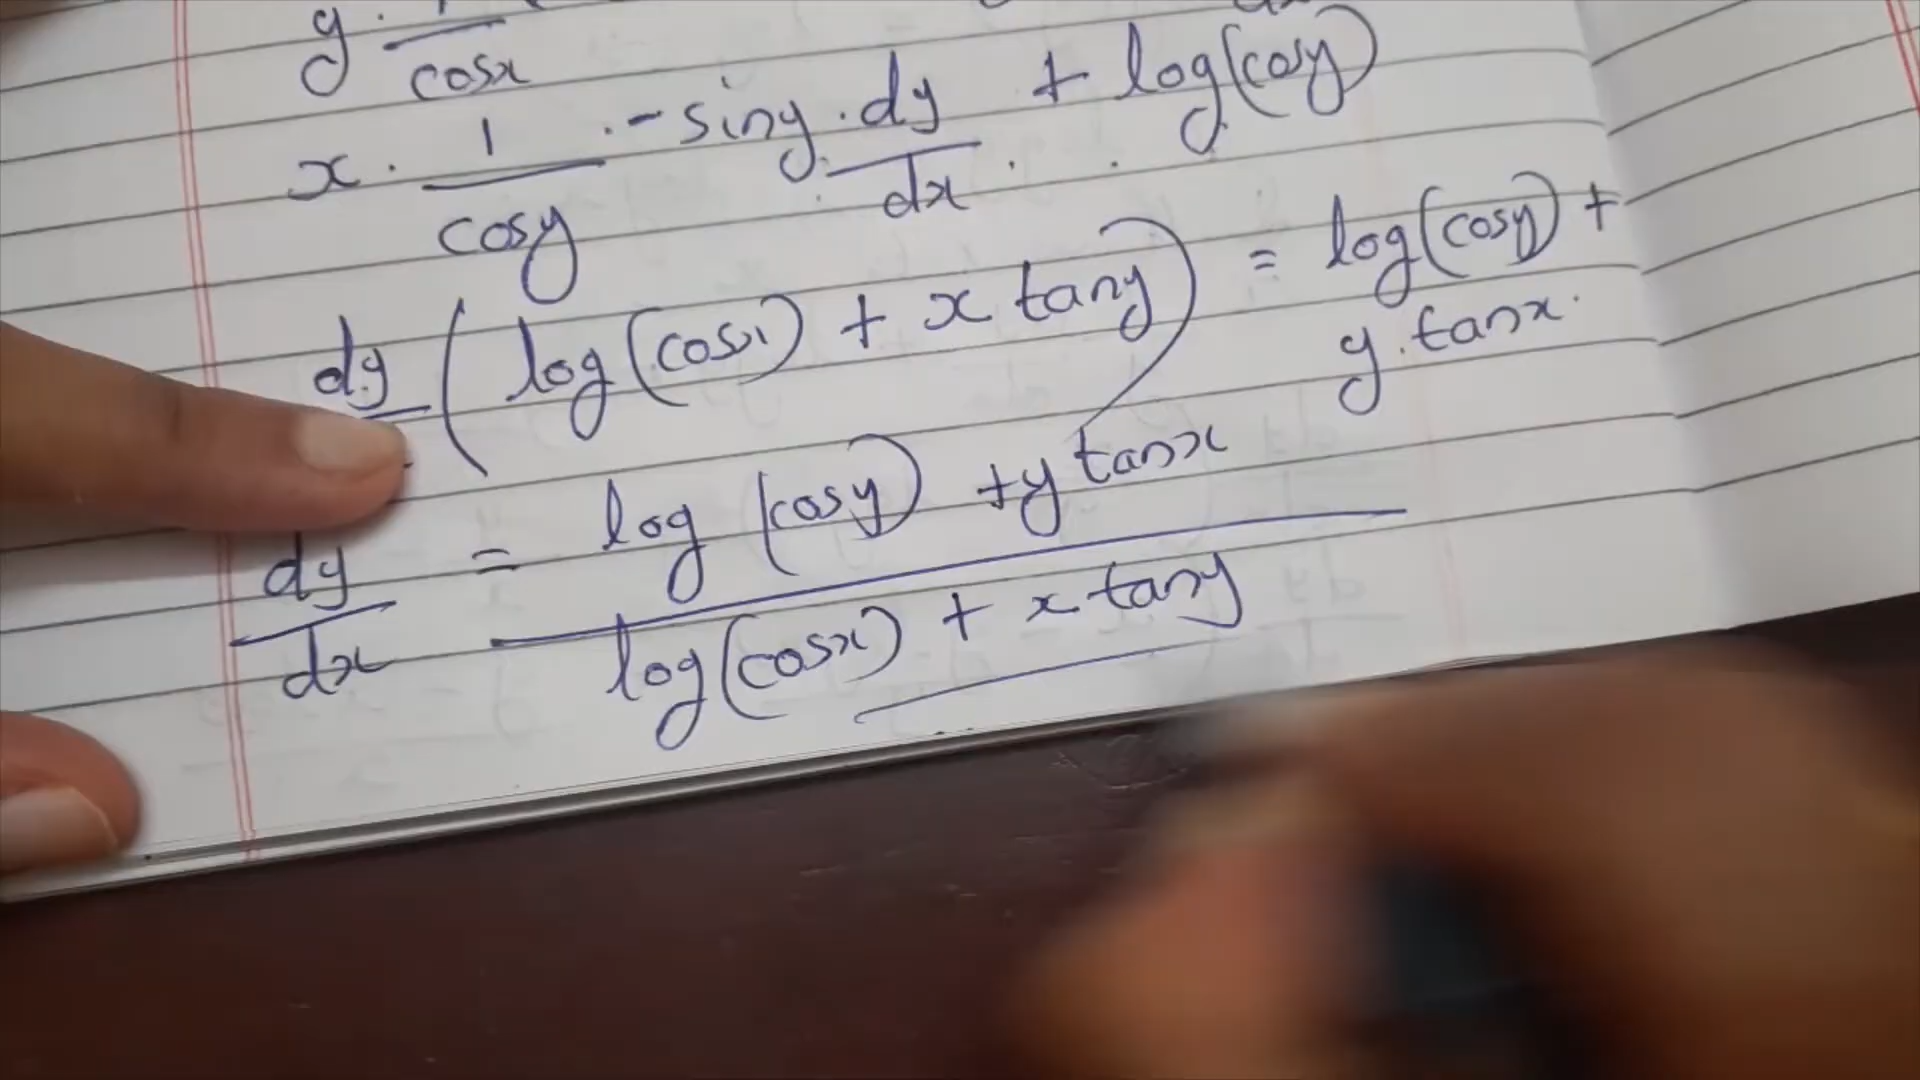 y · 1/cosx
x · 1/cosy · -siny · dy/dx + log(cosy)
dy (log(cosx) + x tany) = log(cosy) +
y · tanx
dy/dx = log(cosy) + y tanx / log(cosx) + x tany